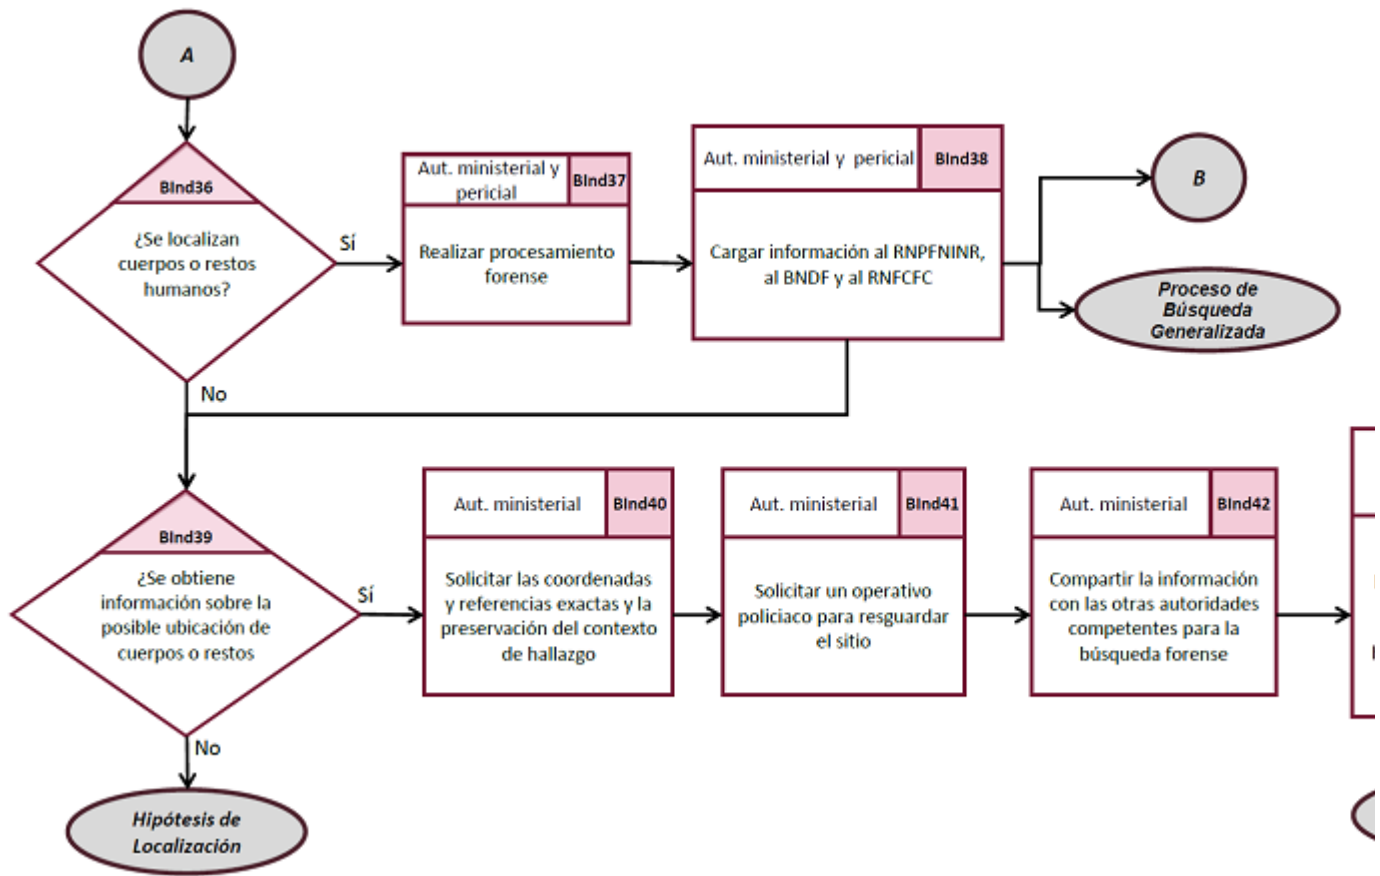 A
BInd36
¿Se localizan
cuerpos o restos
humanos?
Sí
No
Aut. ministerial y
pericial
BInd37
Realizar procesamiento
forense
Aut. ministerial y pericial
BInd38
Cargar información al RNPFNINR,
al BNDF y al RNFCFC
B
Proceso de
Búsqueda
Generalizada
BInd39
¿Se obtiene
información sobre la
posible ubicación de
cuerpos o restos
Sí
No
Aut. ministerial
BInd40
Solicitar las coordenadas
y referencias exactas y la
preservación del contexto
de hallazgo
Aut. ministerial
BInd41
Solicitar un operativo
policiaco para resguardar
el sitio
Aut. ministerial
BInd42
Compartir la información
con las otras autoridades
competentes para la
búsqueda forense
Hipótesis de
Localización